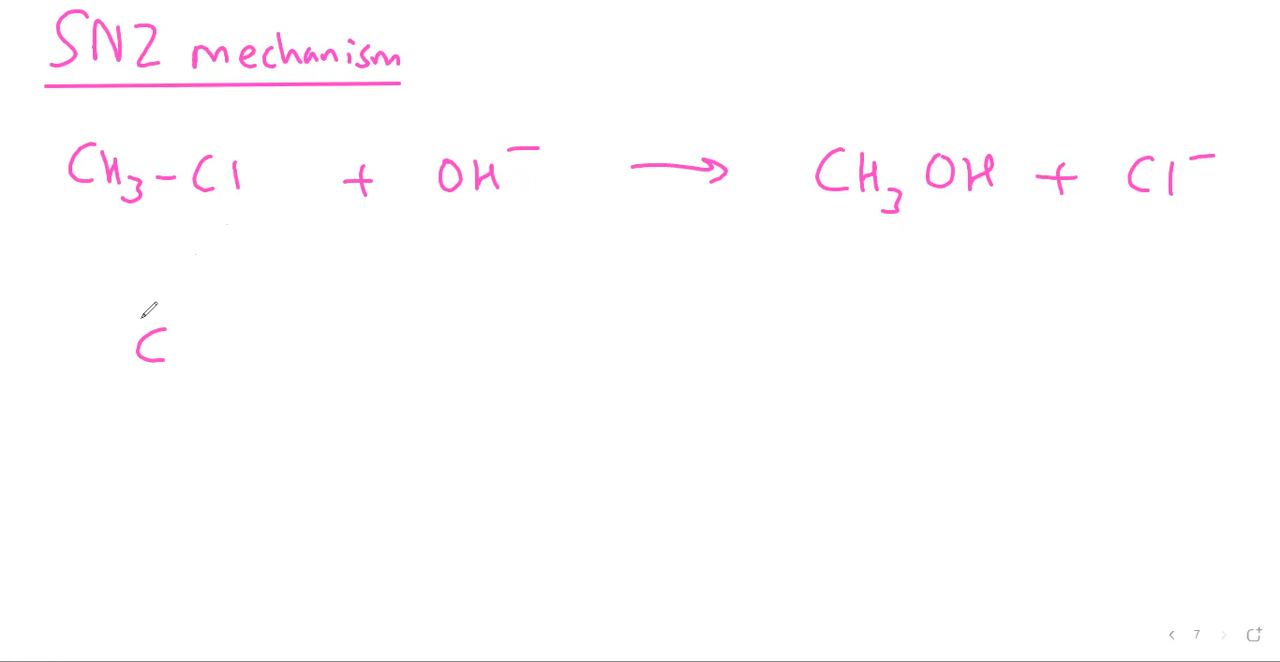 SN2 mechanism
CH₃-Cl + OH⁻ ⟶ CH₃OH + Cl⁻
C
< 7 >